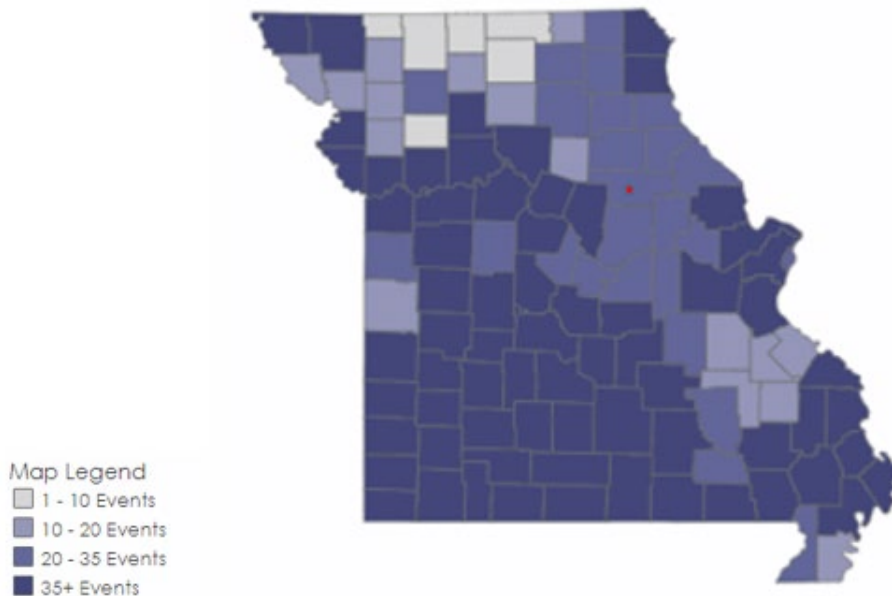 Map Legend
1 - 10 Events
10 - 20 Events
20 - 35 Events
35+ Events